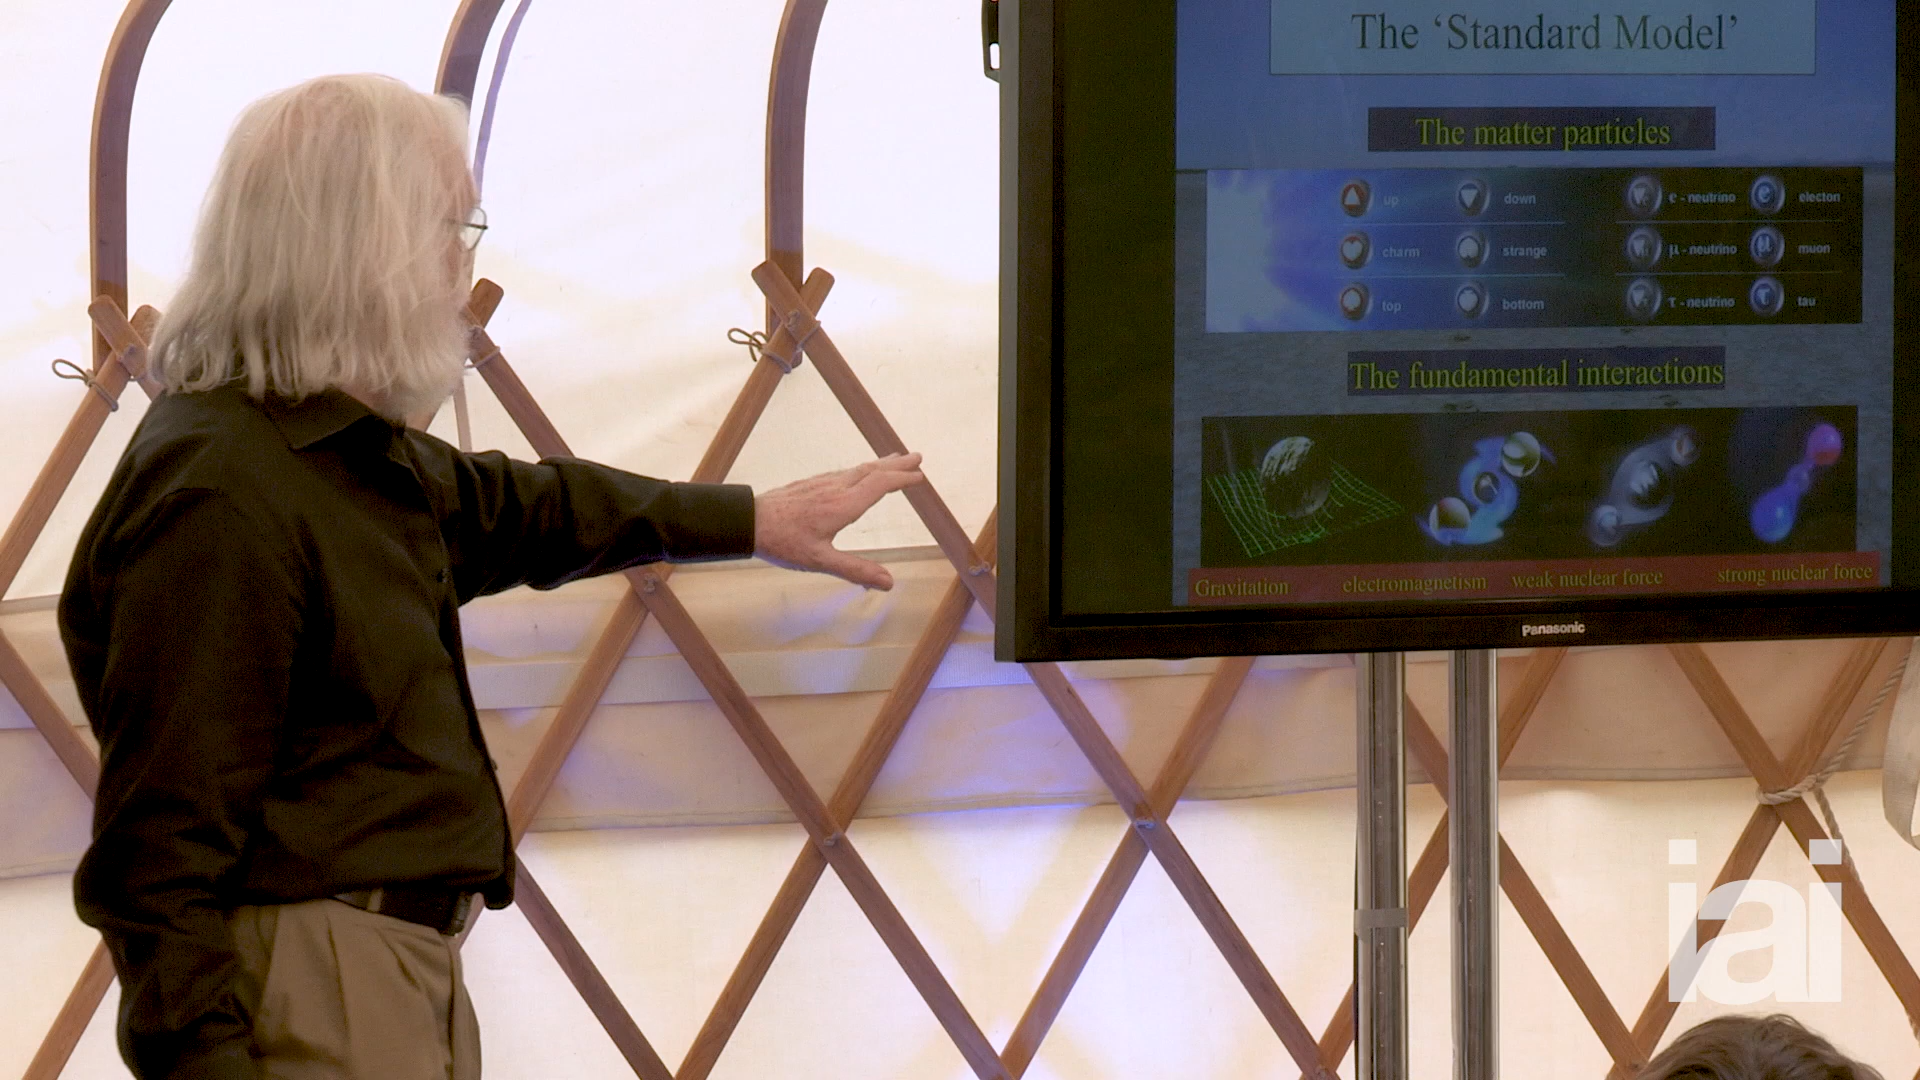 The ‘Standard Model’
The matter particles
up down e - neutrino e electon
charm strange μ - neutrino μ muon
top bottom τ - neutrino τ tau
The fundamental interactions
Gravitation electromagnetism weak nuclear force strong nuclear force
Panasonic
iai